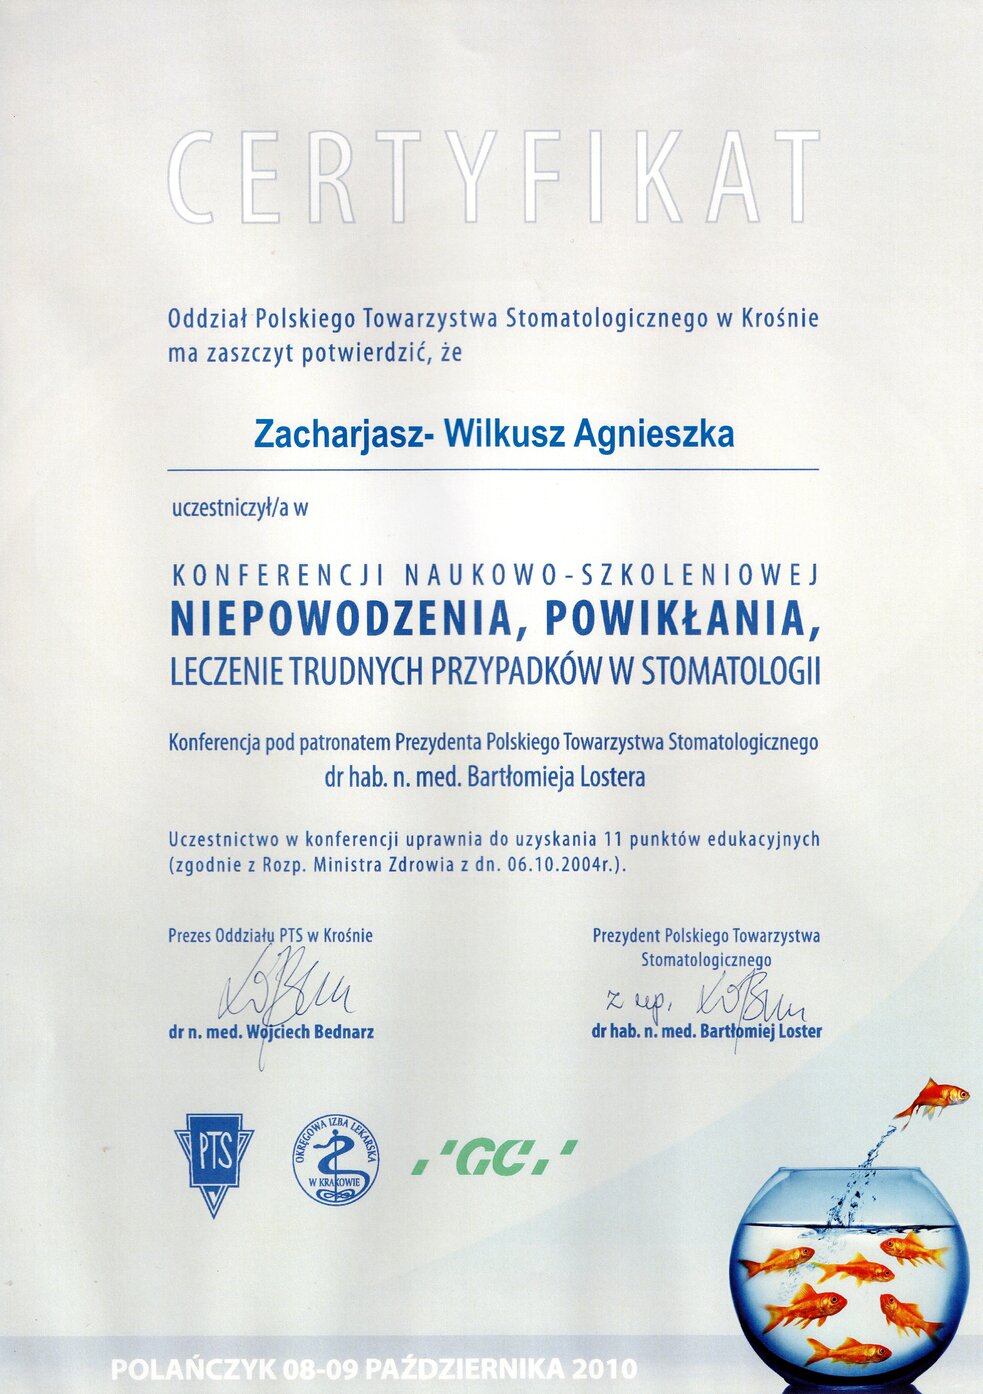 CERTYFIKAT
Oddział Polskiego Towarzystwa Stomatologicznego w Krośnie
ma zaszczyt potwierdzić, że
Zacharjasz- Wilkusz Agnieszka
uczestniczył/a w
KONFERENCJI NAUKOWO-SZKOLENIOWEJ
NIEPOWODZENIA, POWIKŁANIA,
LECZENIE TRUDNYCH PRZYPADKÓW W STOMATOLOGII
Konferencja pod patronatem Prezydenta Polskiego Towarzystwa Stomatologicznego
dr hab. n. med. Bartłomieja Lostera
Uczestnictwo w konferencji uprawnia do uzyskania 11 punktów edukacyjnych
(zgodnie z Rozp. Ministra Zdrowia z dn. 06.10.2004r.).
Prezes Oddziału PTS w Krośnie
dr n. med. Wojciech Bednarz
Prezydent Polskiego Towarzystwa
Stomatologicznego
z up.
dr hab. n. med. Bartłomiej Loster
PTS
OKRĘGOWA IZBA LEKARSKA
W KRAKOWIE
GC
POLAŃCZYK 08-09 PAŹDZIERNIKA 2010